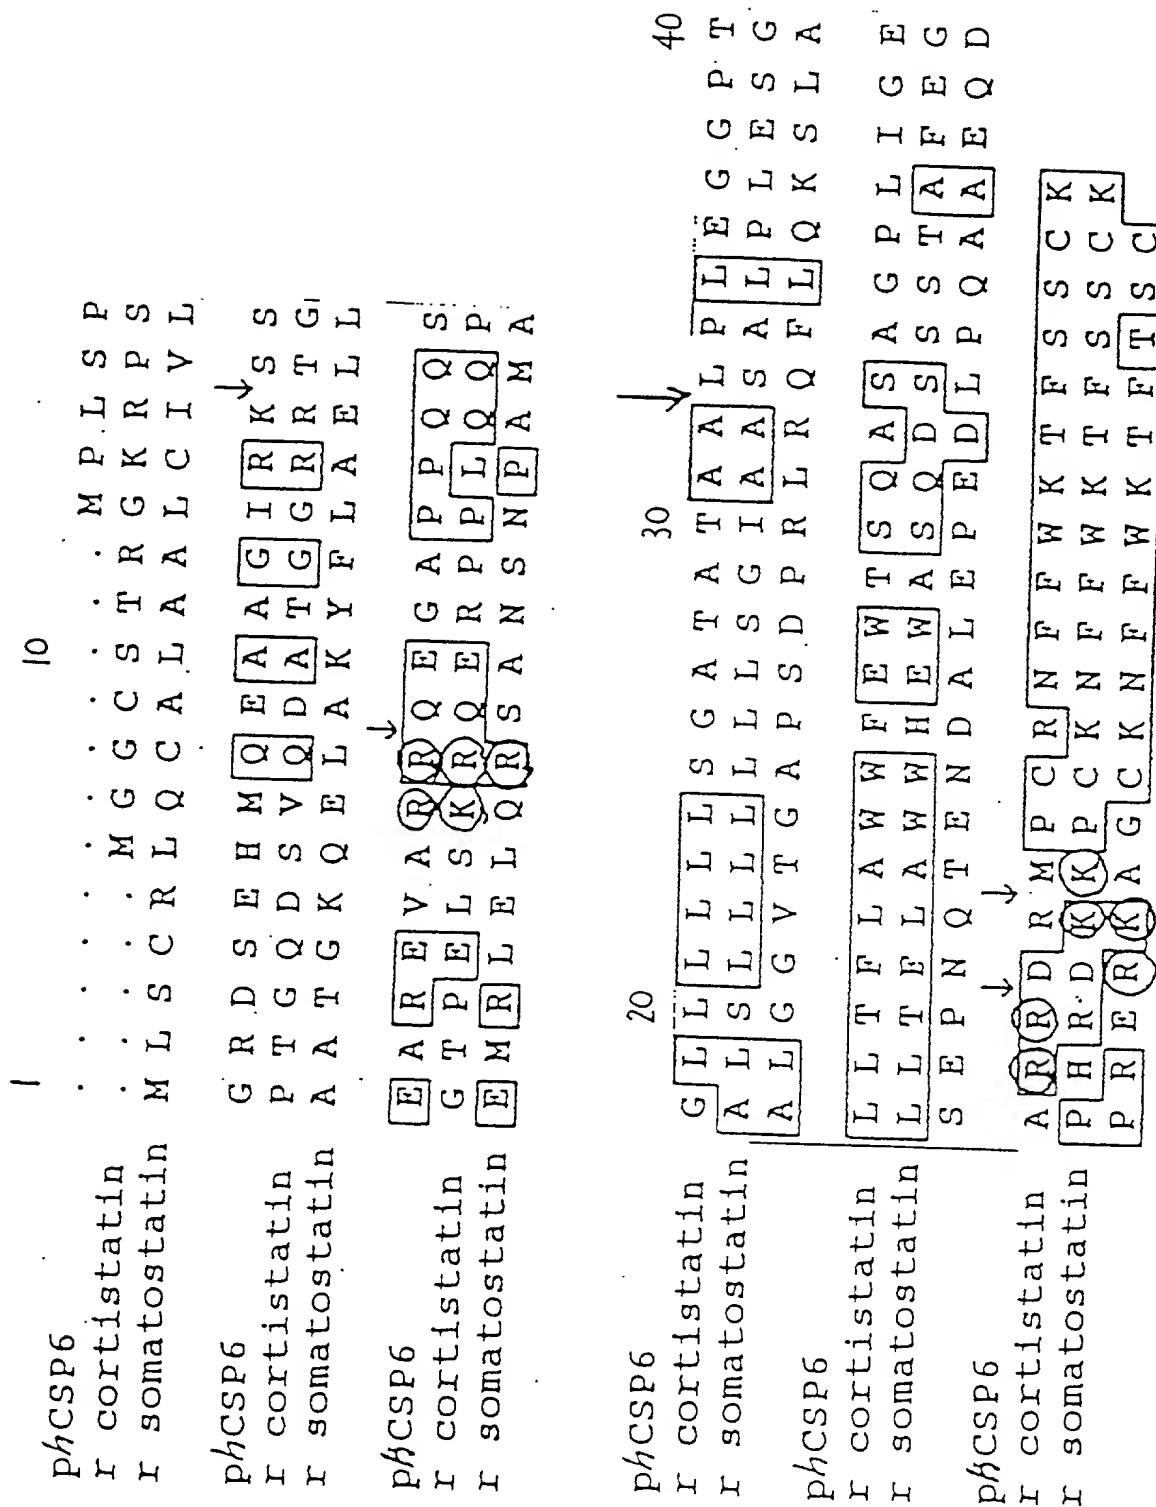 1 10
phCSP6 . . . . . . . . . . . . M P L S P
r cortistatin . . . . . M G G C S T R G K R P S
r somatostatin M L S C R L Q C A L A A L C I V L
phCSP6 G R D S E H M Q E A A G I R K S S
r cortistatin P T G Q D S V Q D A T G G R R T G
r somatostatin A A T G K Q E L A K Y F L A E L L
phCSP6 E A R E V A R R Q E G A P P Q Q S
r cortistatin G T P E L S K R Q E R P P L Q Q P
r somatostatin E M R L E L Q R S A N S N P A M A
20 30 40
phCSP6 G L L L L L L S G A T A T A A L P L E G G P T
r cortistatin A L S L L L L L L L S G I A A S A L P L E S G
r somatostatin A L G G V T G A P S D P R L R Q F L Q K S L A
phCSP6 L L T F L A W W F E W T S Q A S A G P L I G E
r cortistatin L L T E L A W W H E W A S Q D S S S T A F E G
r somatostatin S E P N Q T E N D A L E P E D L P Q A A E Q D
phCSP6 A R R D R M P C R N F F W K T F S S C K
r cortistatin P H R D K K P C K N F F W K T F S S C K
r somatostatin P R E R K A G C K N F F W K T F T S C